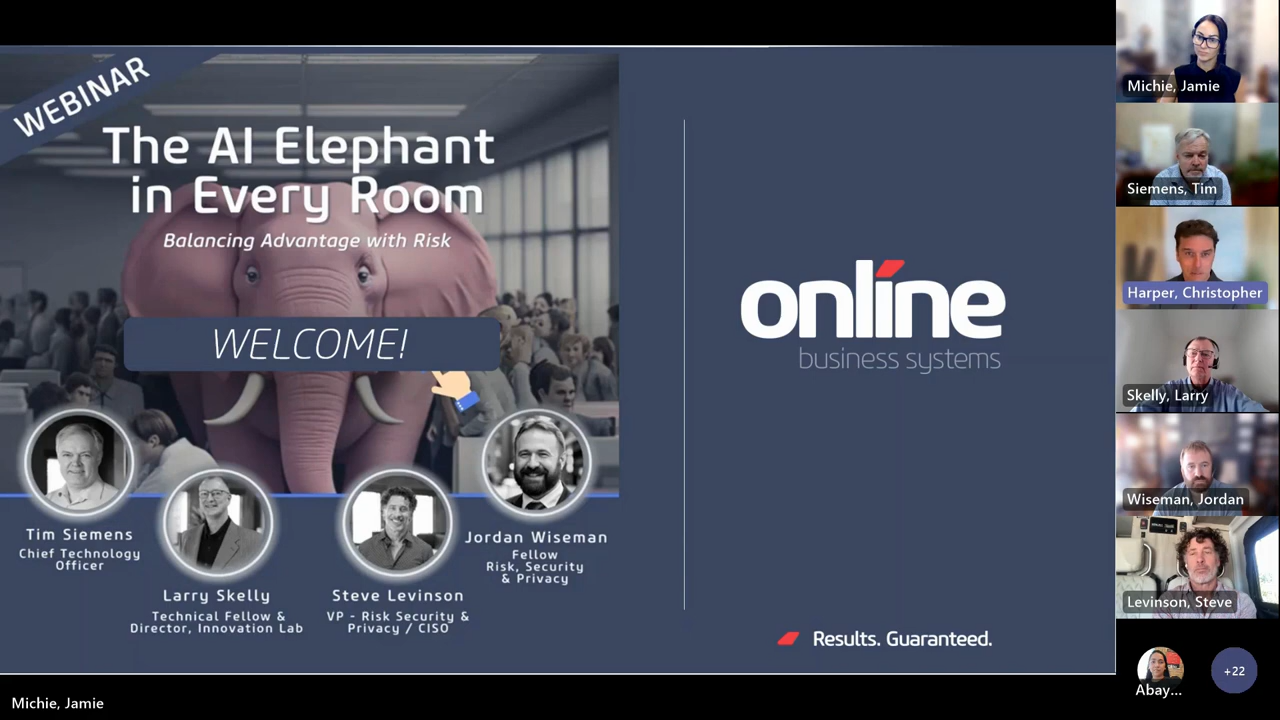 WEBINAR
The AI Elephant
in Every Room
Balancing Advantage with Risk
WELCOME!
Tim Siemens
Chief Technology
Officer
Larry Skelly
Technical Fellow &
Director, Innovation Lab
Steve Levinson
VP - Risk Security &
Privacy / CISO
Jordan Wiseman
Fellow
Risk, Security
& Privacy
online
business systems
Results. Guaranteed.
Michie, Jamie
Siemens, Tim
Harper, Christopher
Skelly, Larry
Wiseman, Jordan
Levinson, Steve
Abay...
+22
Michie, Jamie